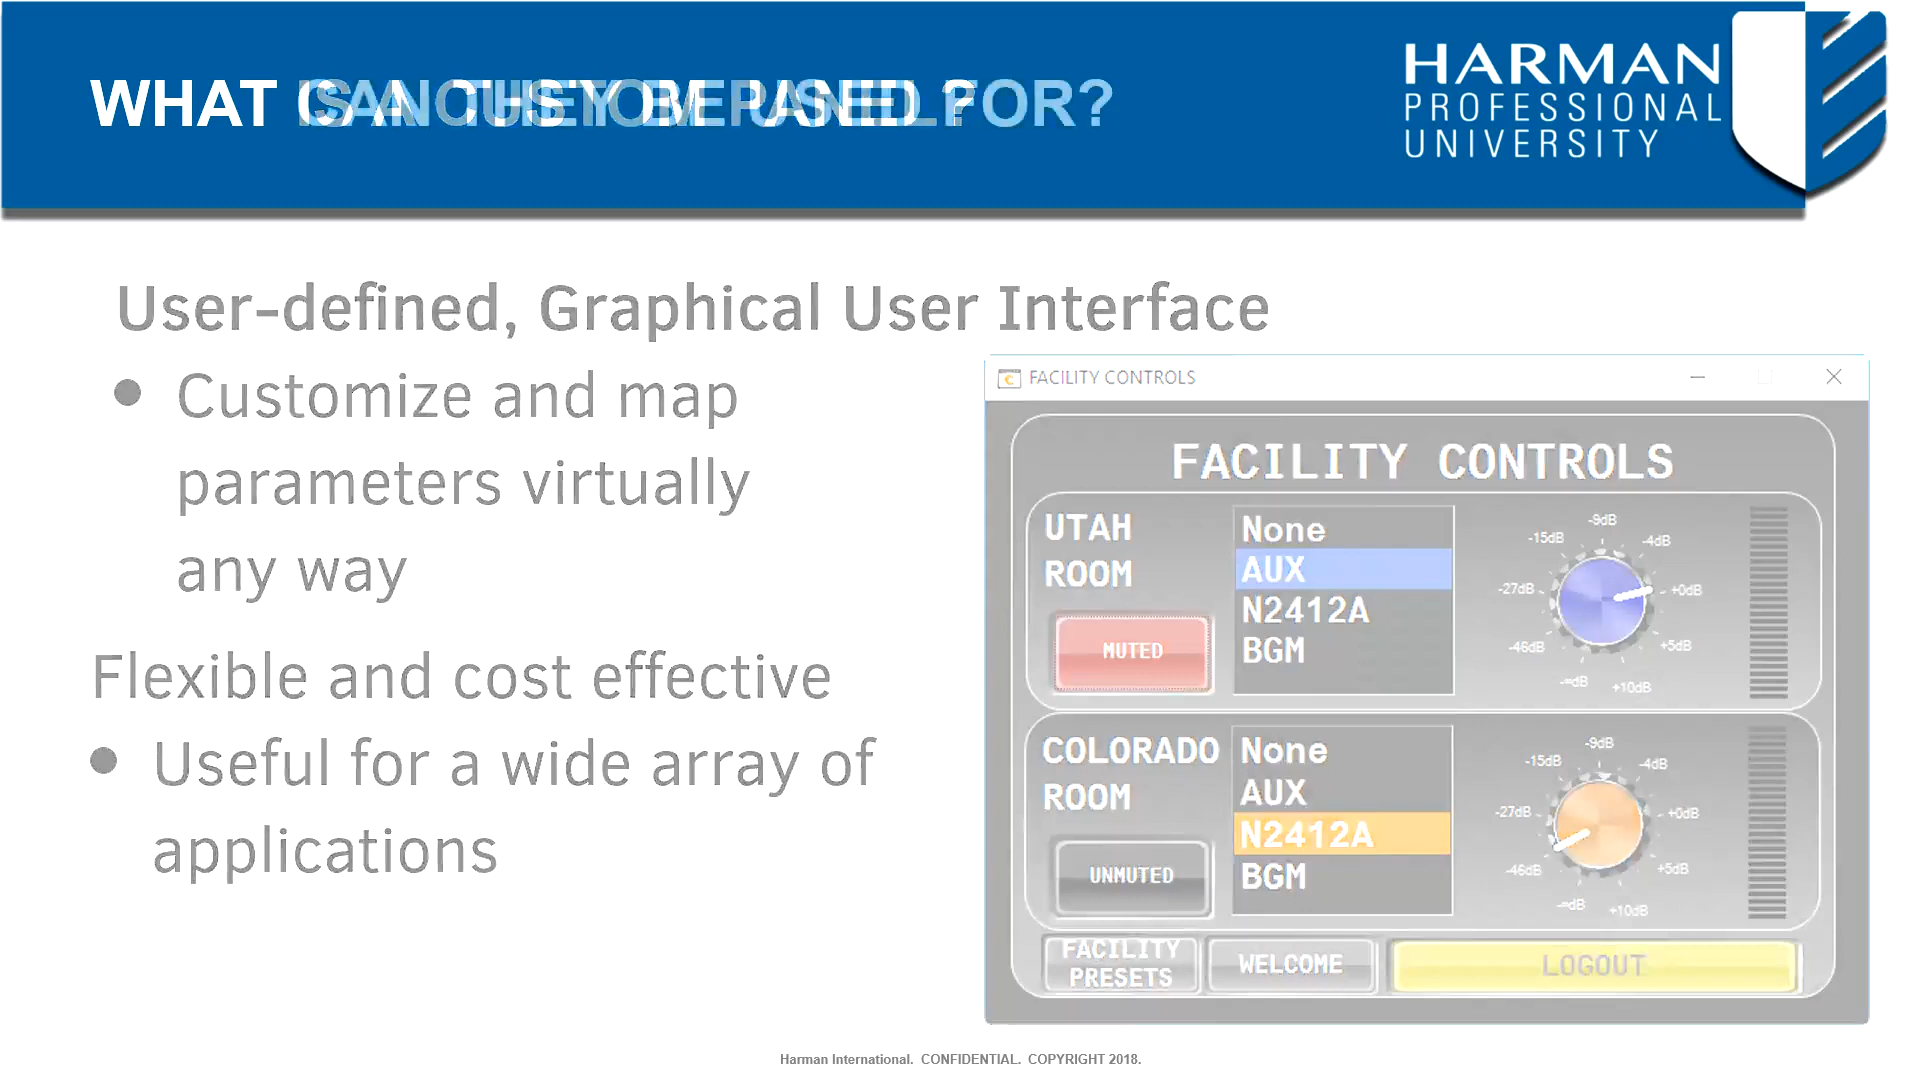 WHAT
HARMAN
PROFESSIONAL
UNIVERSITY
User-defined, Graphical User Interface
• Customize and map
parameters virtually
any way
Flexible and cost effective
• Useful for a wide array of
applications
FACILITY CONTROLS
FACILITY CONTROLS
UTAH
ROOM
MUTED
None
AUX
N2412A
BGM
-9dB
-15dB
-4dB
-27dB
+0dB
-46dB
+5dB
-∞dB
+10dB
COLORADO
ROOM
UNMUTED
None
AUX
N2412A
BGM
-9dB
-15dB
-4dB
-27dB
+0dB
-46dB
+5dB
-∞dB
+10dB
FACILITY
PRESETS
WELCOME
LOGOUT
Harman International. CONFIDENTIAL. COPYRIGHT 2018.